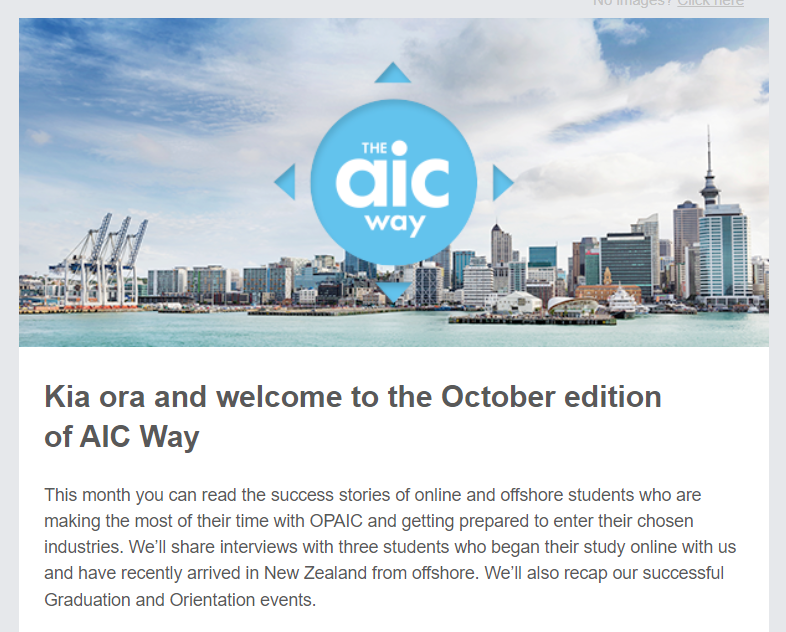 No images? Click here
THE
aic
way
Kia ora and welcome to the October edition
of AIC Way
This month you can read the success stories of online and offshore students who are
making the most of their time with OPAIC and getting prepared to enter their chosen
industries. We’ll share interviews with three students who began their study online with us
and have recently arrived in New Zealand from offshore. We’ll also recap our successful
Graduation and Orientation events.